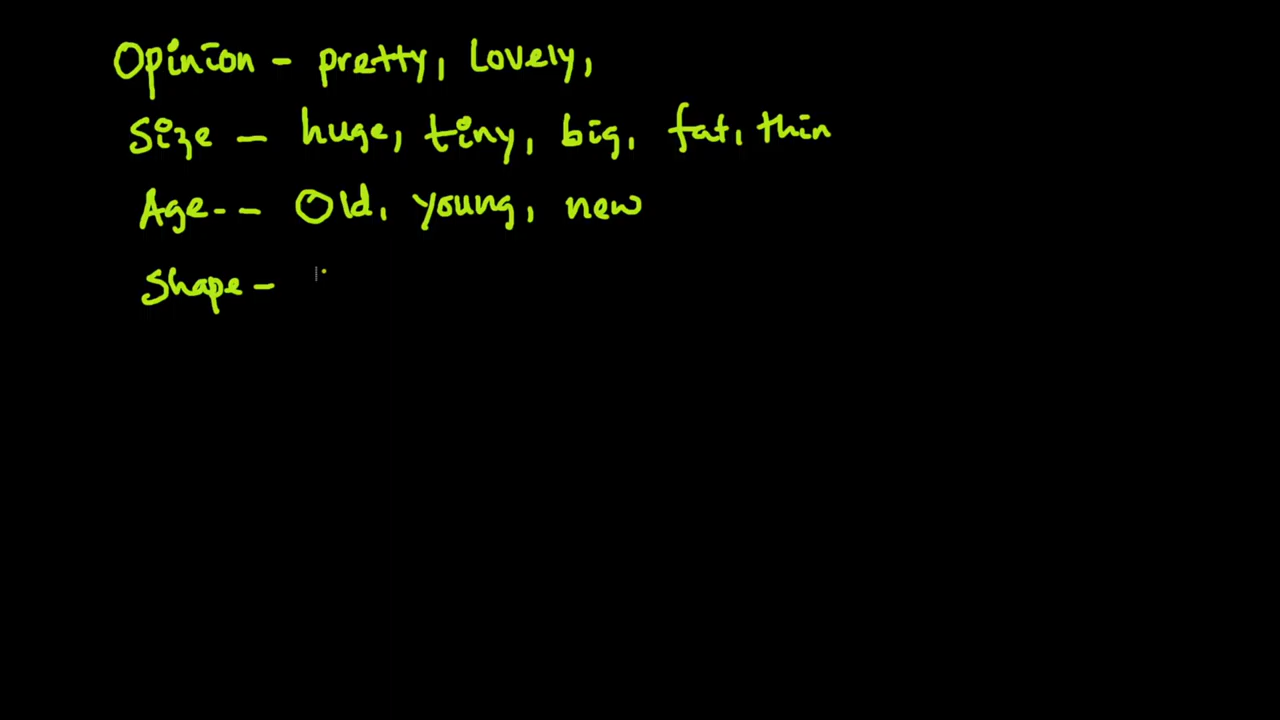 Opinion - pretty, Lovely,
Size - huge, tiny, big, fat, thin
Age -- Old, young, new
Shape -